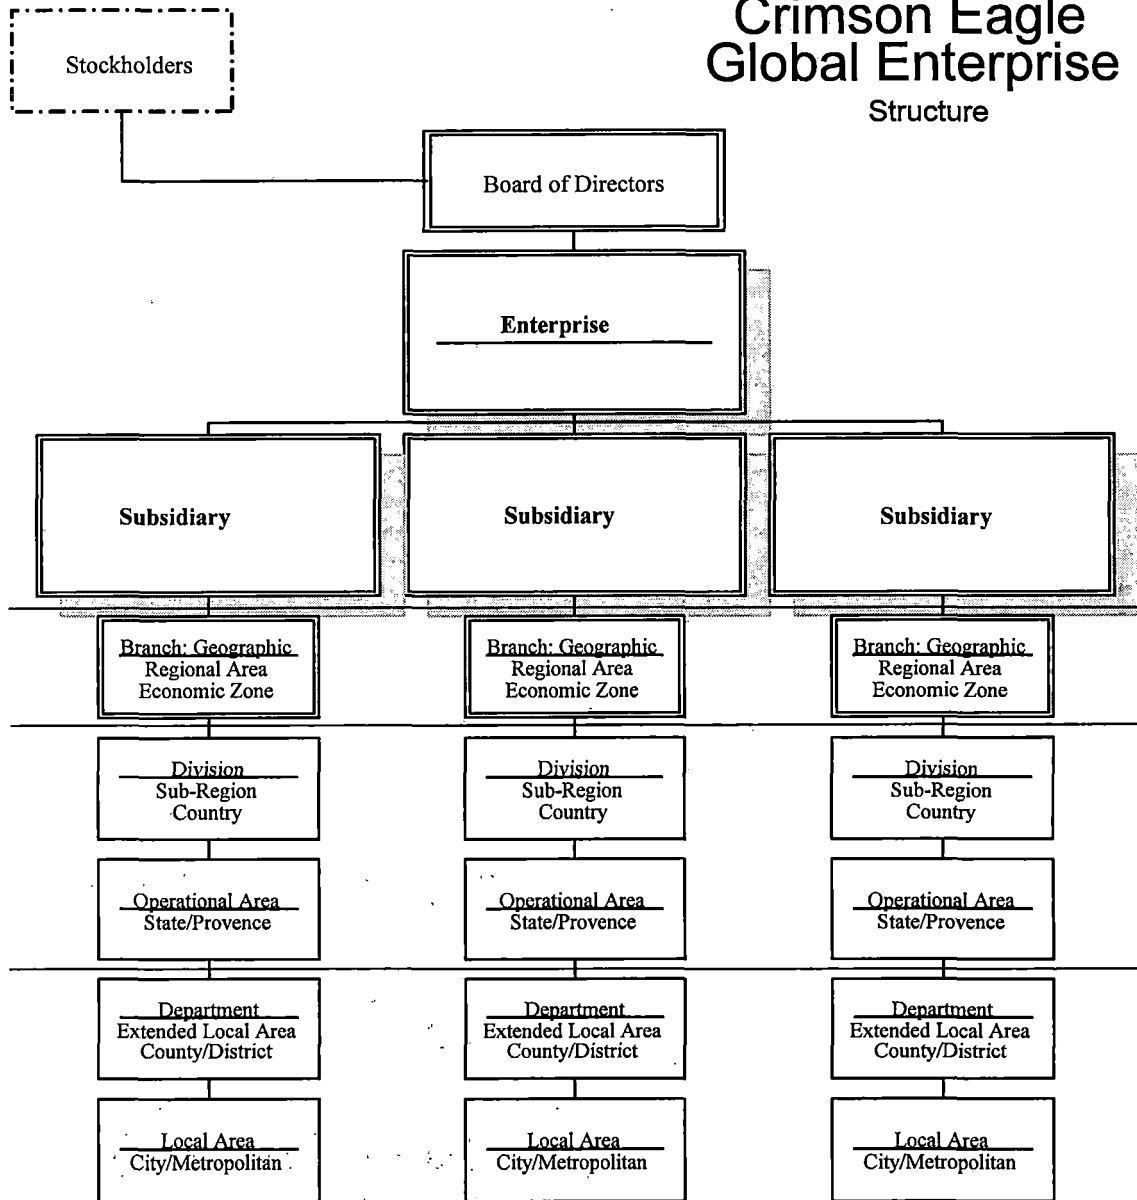 Crimson Eagle
Global Enterprise
Structure
Stockholders
Board of Directors
Enterprise
Subsidiary
Subsidiary
Subsidiary
Branch: Geographic
Regional Area
Economic Zone
Branch: Geographic
Regional Area
Economic Zone
Branch: Geographic
Regional Area
Economic Zone
Division
Sub-Region
Country
Division
Sub-Region
Country
Division
Sub-Region
Country
Operational Area
State/Provence
Operational Area
State/Provence
Operational Area
State/Provence
Department
Extended Local Area
County/District
Department
Extended Local Area
County/District
Department
Extended Local Area
County/District
Local Area
City/Metropolitan
Local Area
City/Metropolitan
Local Area
City/Metropolitan